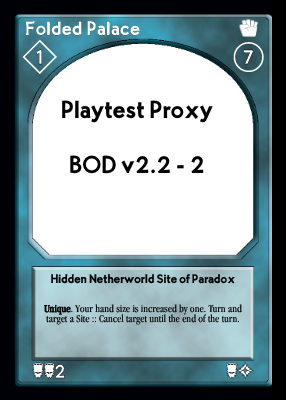 Folded Palace
1
7
Playtest Proxy
BOD v2.2 - 2
Hidden Netherworld Site of Paradox
Unique. Your hand size is increased by one. Turn and
target a Site :: Cancel target until the end of the turn.
2